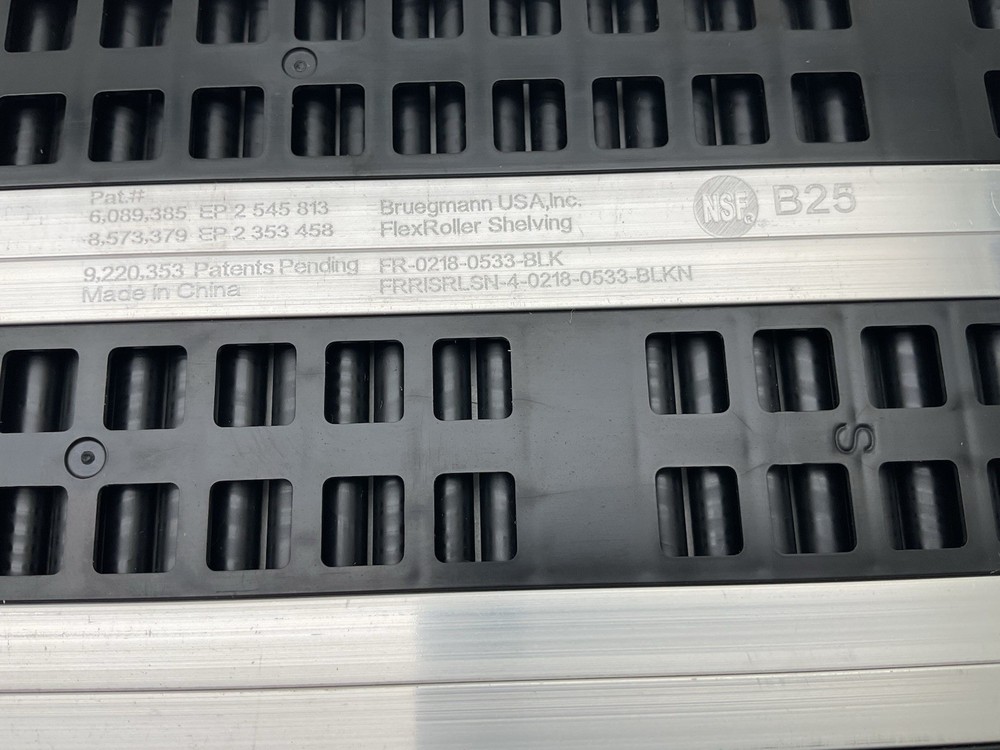 Pat.#
6,089,385 EP 2 545 813
8,573,379 EP 2 353 458
Bruegmann USA,Inc.
FlexRoller Shelving
NSF® B25
9,220,353 Patents Pending
Made in China
FR-0218-0533-BLK
FRRISRLSN-4-0218-0533-BLKN
S